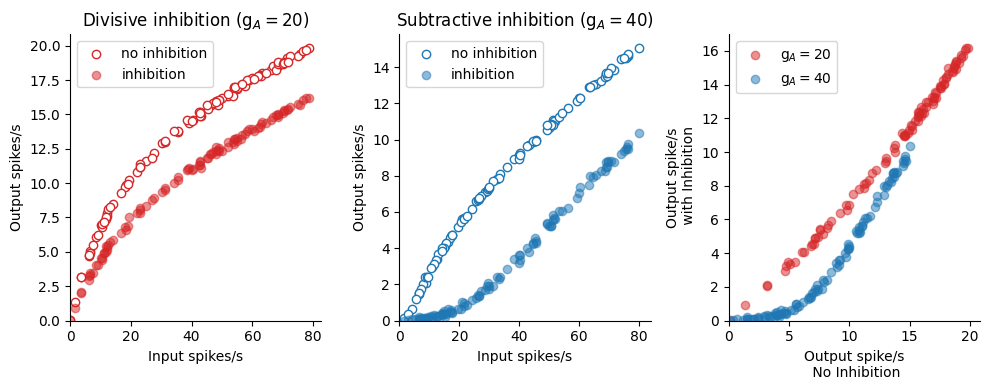 Divisive inhibition (g_A = 20)
no inhibition
inhibition
20.0
17.5
15.0
12.5
10.0
7.5
5.0
2.5
0.0
Output spikes/s
0 20 40 60 80
Input spikes/s
Subtractive inhibition (g_A = 40)
no inhibition
inhibition
14
12
10
8
6
4
2
0
Output spikes/s
0 20 40 60 80
Input spikes/s
g_A = 20
g_A = 40
16
14
12
10
8
6
4
2
0
Output spike/s
with Inhibition
0 5 10 15 20
Output spike/s
No Inhibition